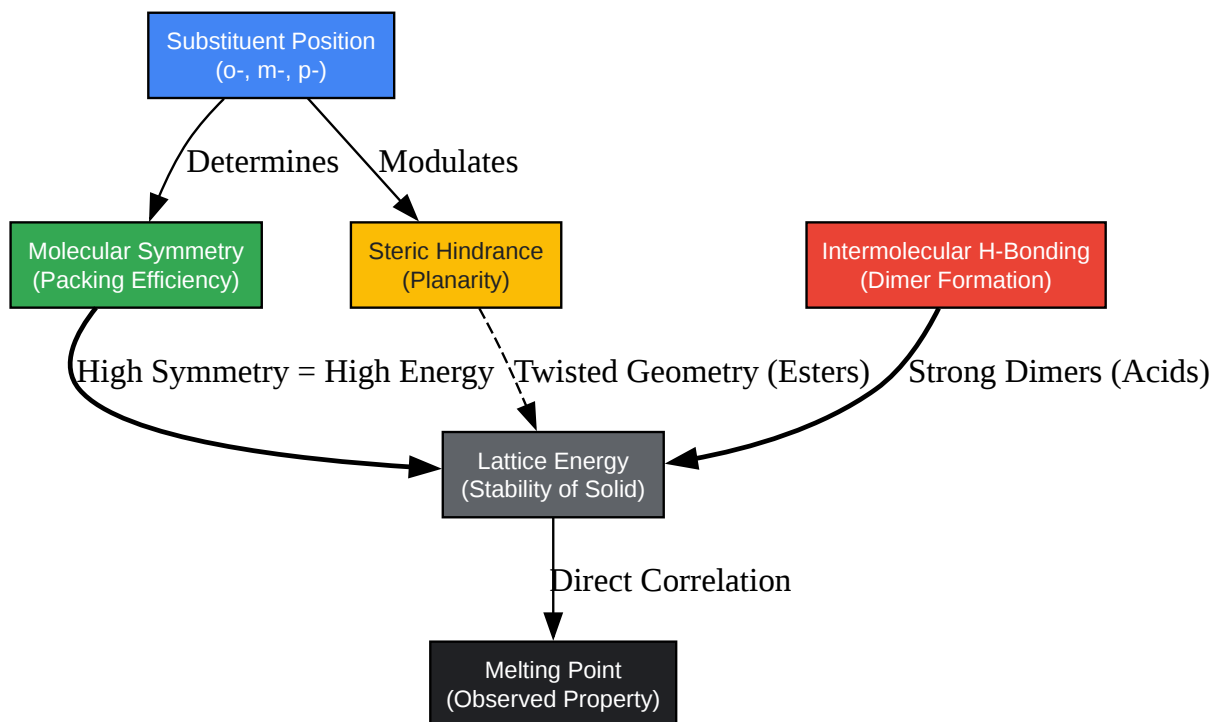 Substituent Position
(o-, m-, p-)
Determines
Modulates
Molecular Symmetry
(Packing Efficiency)
Steric Hindrance
(Planarity)
Intermolecular H-Bonding
(Dimer Formation)
High Symmetry = High Energy
Twisted Geometry (Esters)
Strong Dimers (Acids)
Lattice Energy
(Stability of Solid)
Direct Correlation
Melting Point
(Observed Property)